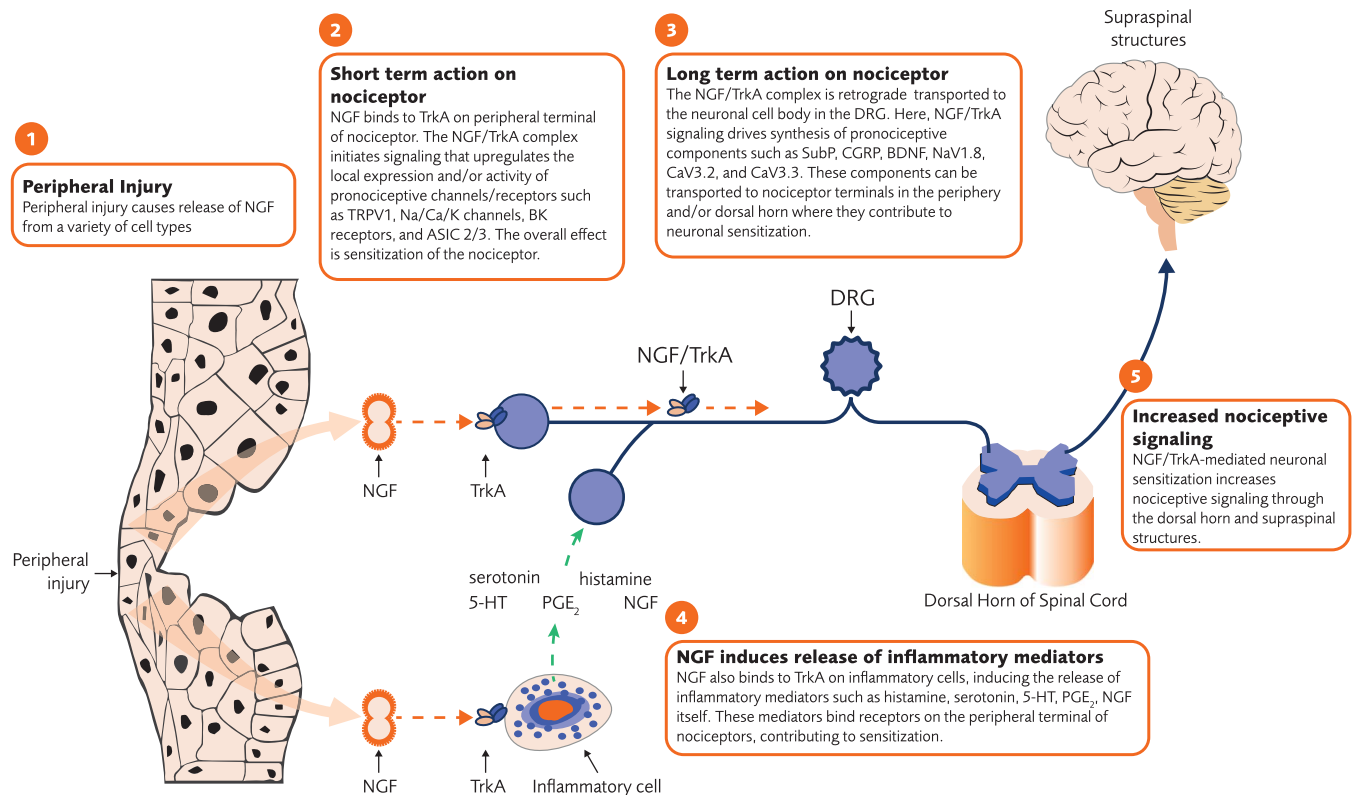 1
Peripheral Injury
Peripheral injury causes release of NGF
from a variety of cell types
2
Short term action on
nociceptor
NGF binds to TrkA on peripheral terminal
of nociceptor. The NGF/TrkA complex
initiates signaling that upregulates the
local expression and/or activity of
pronociceptive channels/receptors such
as TRPV1, Na/Ca/K channels, BK
receptors, and ASIC 2/3. The overall effect
is sensitization of the nociceptor.
3
Long term action on nociceptor
The NGF/TrkA complex is retrograde transported to
the neuronal cell body in the DRG. Here, NGF/TrkA
signaling drives synthesis of pronociceptive
components such as SubP, CGRP, BDNF, NaV1.8,
CaV3.2, and CaV3.3. These components can be
transported to nociceptor terminals in the periphery
and/or dorsal horn where they contribute to
neuronal sensitization.
Supraspinal
structures
DRG
NGF/TrkA
NGF
TrkA
5
Increased nociceptive
signaling
NGF/TrkA-mediated neuronal
sensitization increases
nociceptive signaling through
the dorsal horn and supraspinal
structures.
Peripheral
injury
serotonin histamine
5-HT PGE2 NGF
Dorsal Horn of Spinal Cord
4
NGF induces release of inflammatory mediators
NGF also binds to TrkA on inflammatory cells, inducing the release of
inflammatory mediators such as histamine, serotonin, 5-HT, PGE2, NGF
itself. These mediators bind receptors on the peripheral terminal of
nociceptors, contributing to sensitization.
NGF
TrkA
Inflammatory cell